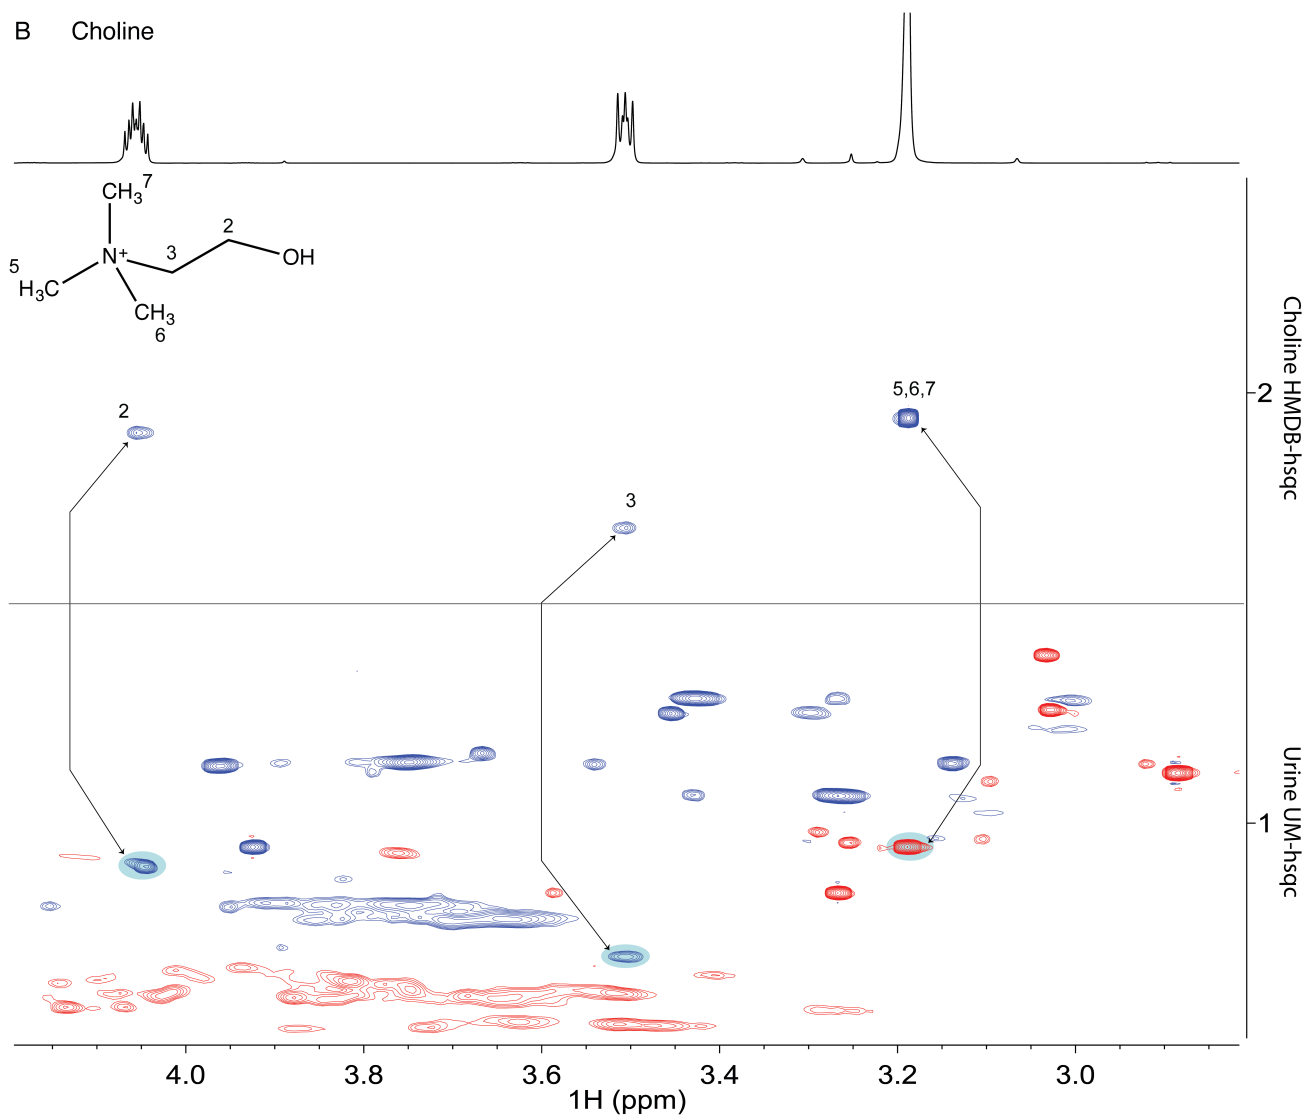 B Choline
CH3 7
2
N+
3
OH
5
H3C
CH3
6
2
5,6,7
3
2
Choline HMDB-hsqc
1
Urine UM-hsqc
4.0 3.8 3.6 3.4 3.2 3.0
1H (ppm)